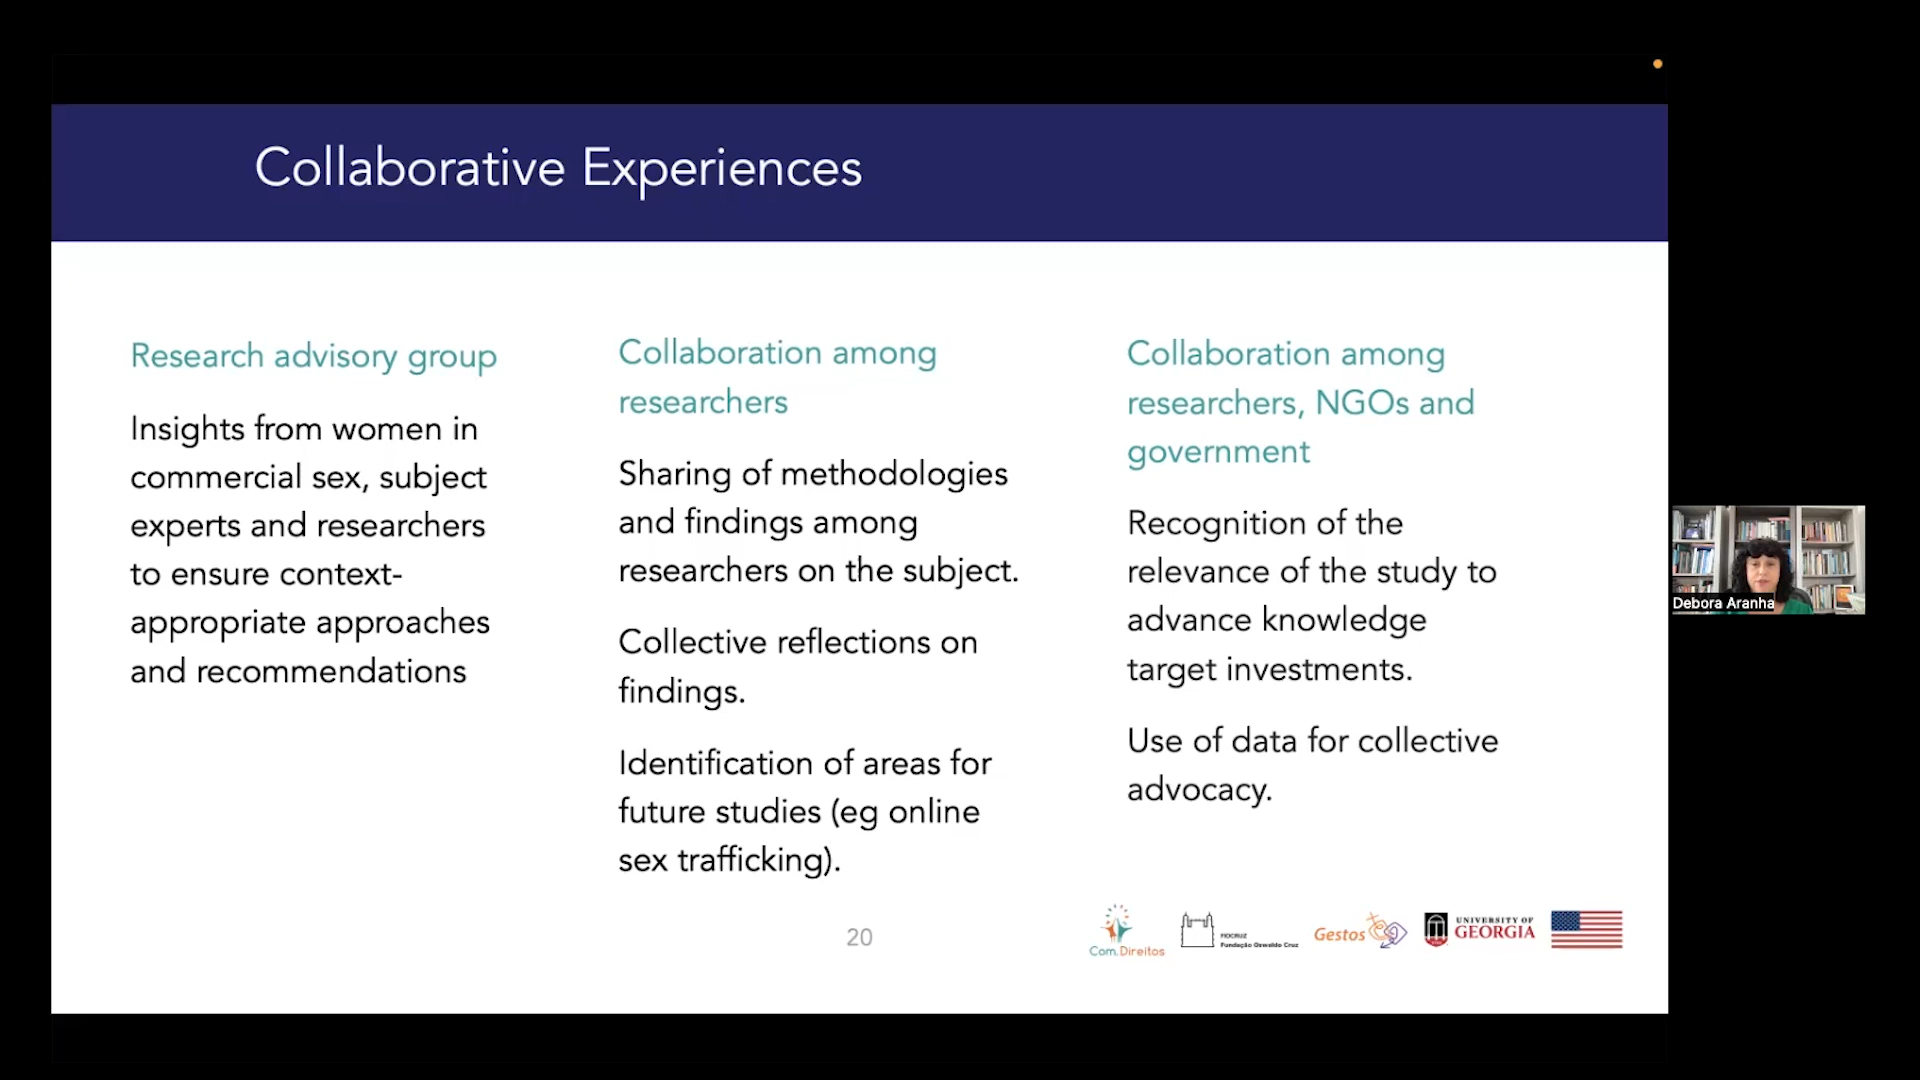 Collaborative Experiences
Research advisory group
Insights from women in
commercial sex, subject
experts and researchers
to ensure context-
appropriate approaches
and recommendations
Collaboration among
researchers
Sharing of methodologies
and findings among
researchers on the subject.
Collective reflections on
findings.
Identification of areas for
future studies (eg online
sex trafficking).
Collaboration among
researchers, NGOs and
government
Recognition of the
relevance of the study to
advance knowledge
target investments.
Use of data for collective
advocacy.
Debora Aranha
20
Com.Direitos
FIOCRUZ
Fundação Oswaldo Cruz
Gestos
UNIVERSITY OF
GEORGIA